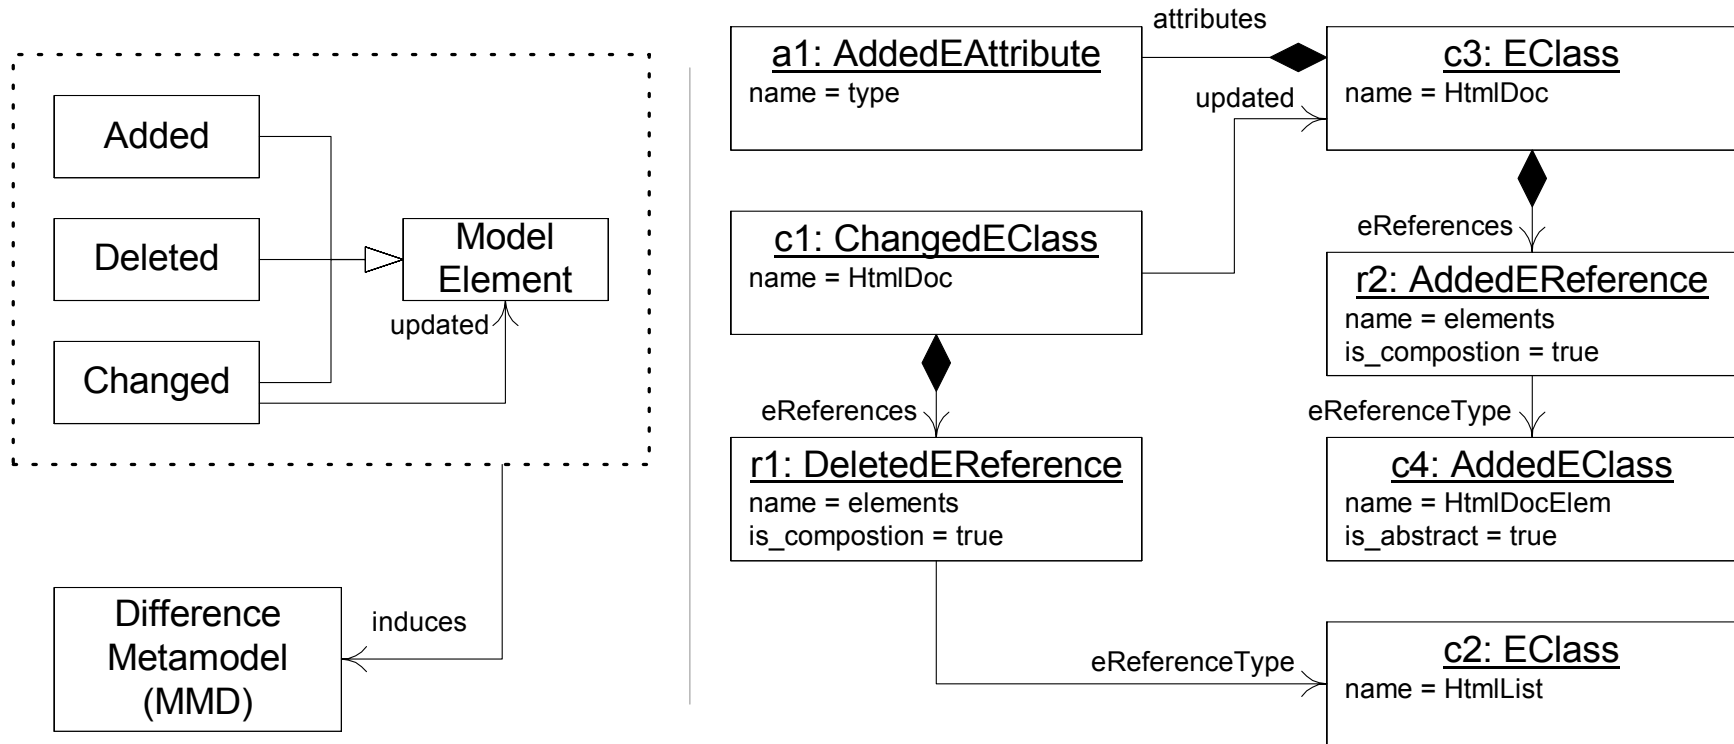 Added
Deleted
Changed
Model
Element
updated
Difference
Metamodel
(MMD)
induces
attributes
a1: AddedEAttribute
name = type
c3: EClass
name = HtmlDoc
updated
c1: ChangedEClass
name = HtmlDoc
eReferences
r2: AddedEReference
name = elements
is_compostion = true
eReferences
eReferenceType
r1: DeletedEReference
name = elements
is_compostion = true
c4: AddedEClass
name = HtmlDocElem
is_abstract = true
eReferenceType
c2: EClass
name = HtmlList